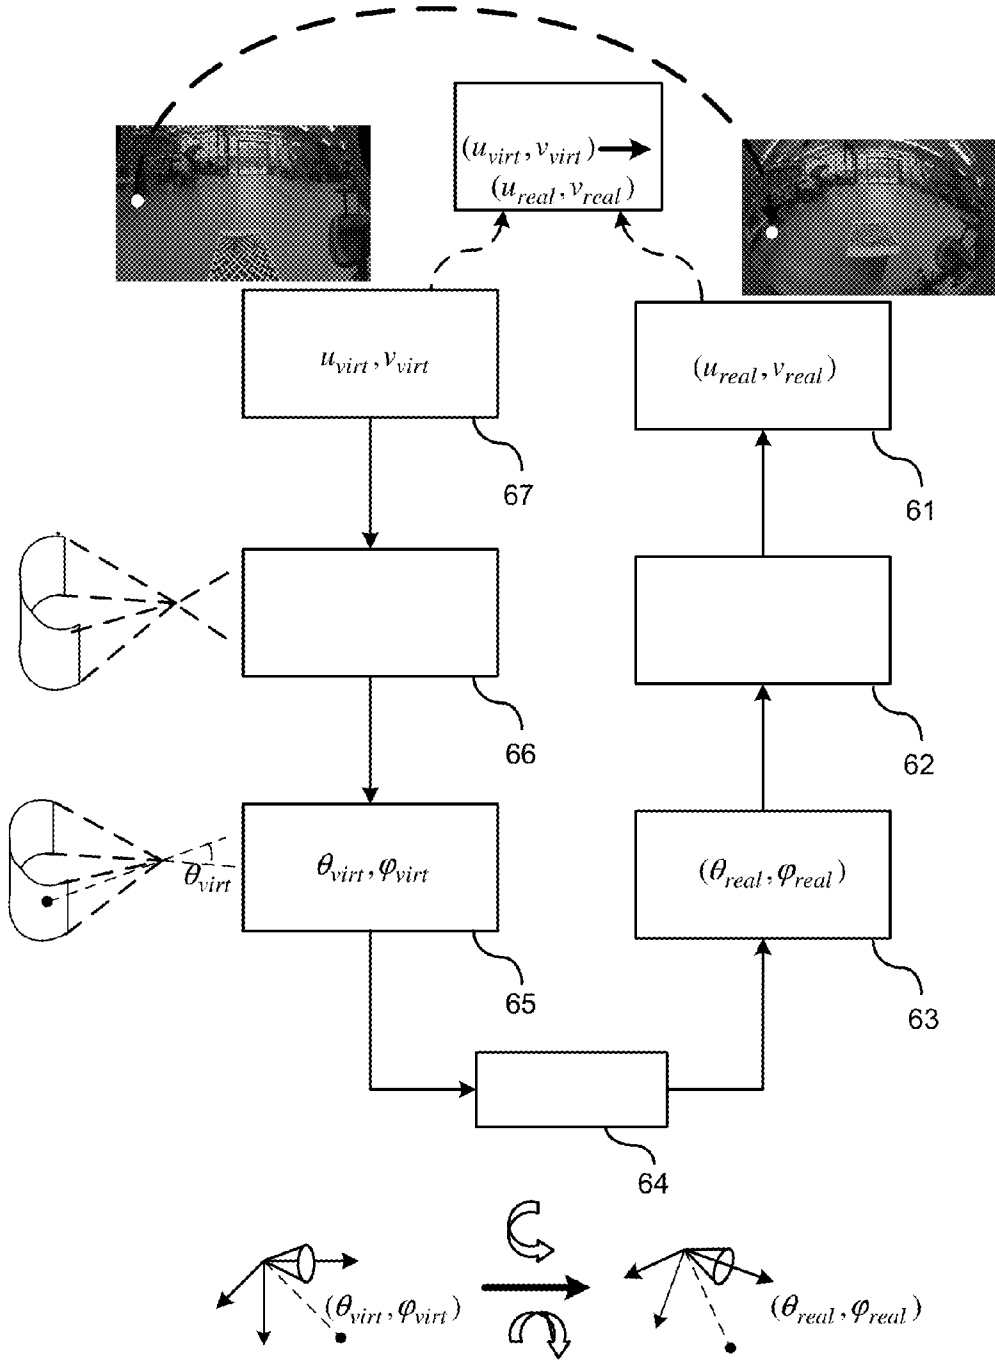 (u_virt, v_virt)
(u_real, v_real)
u_virt, v_virt
(u_real, v_real)
67
61
66
62
θ_virt
θ_virt, φ_virt
(θ_real, φ_real)
65
63
64
(θ_virt, φ_virt)
(θ_real, φ_real)